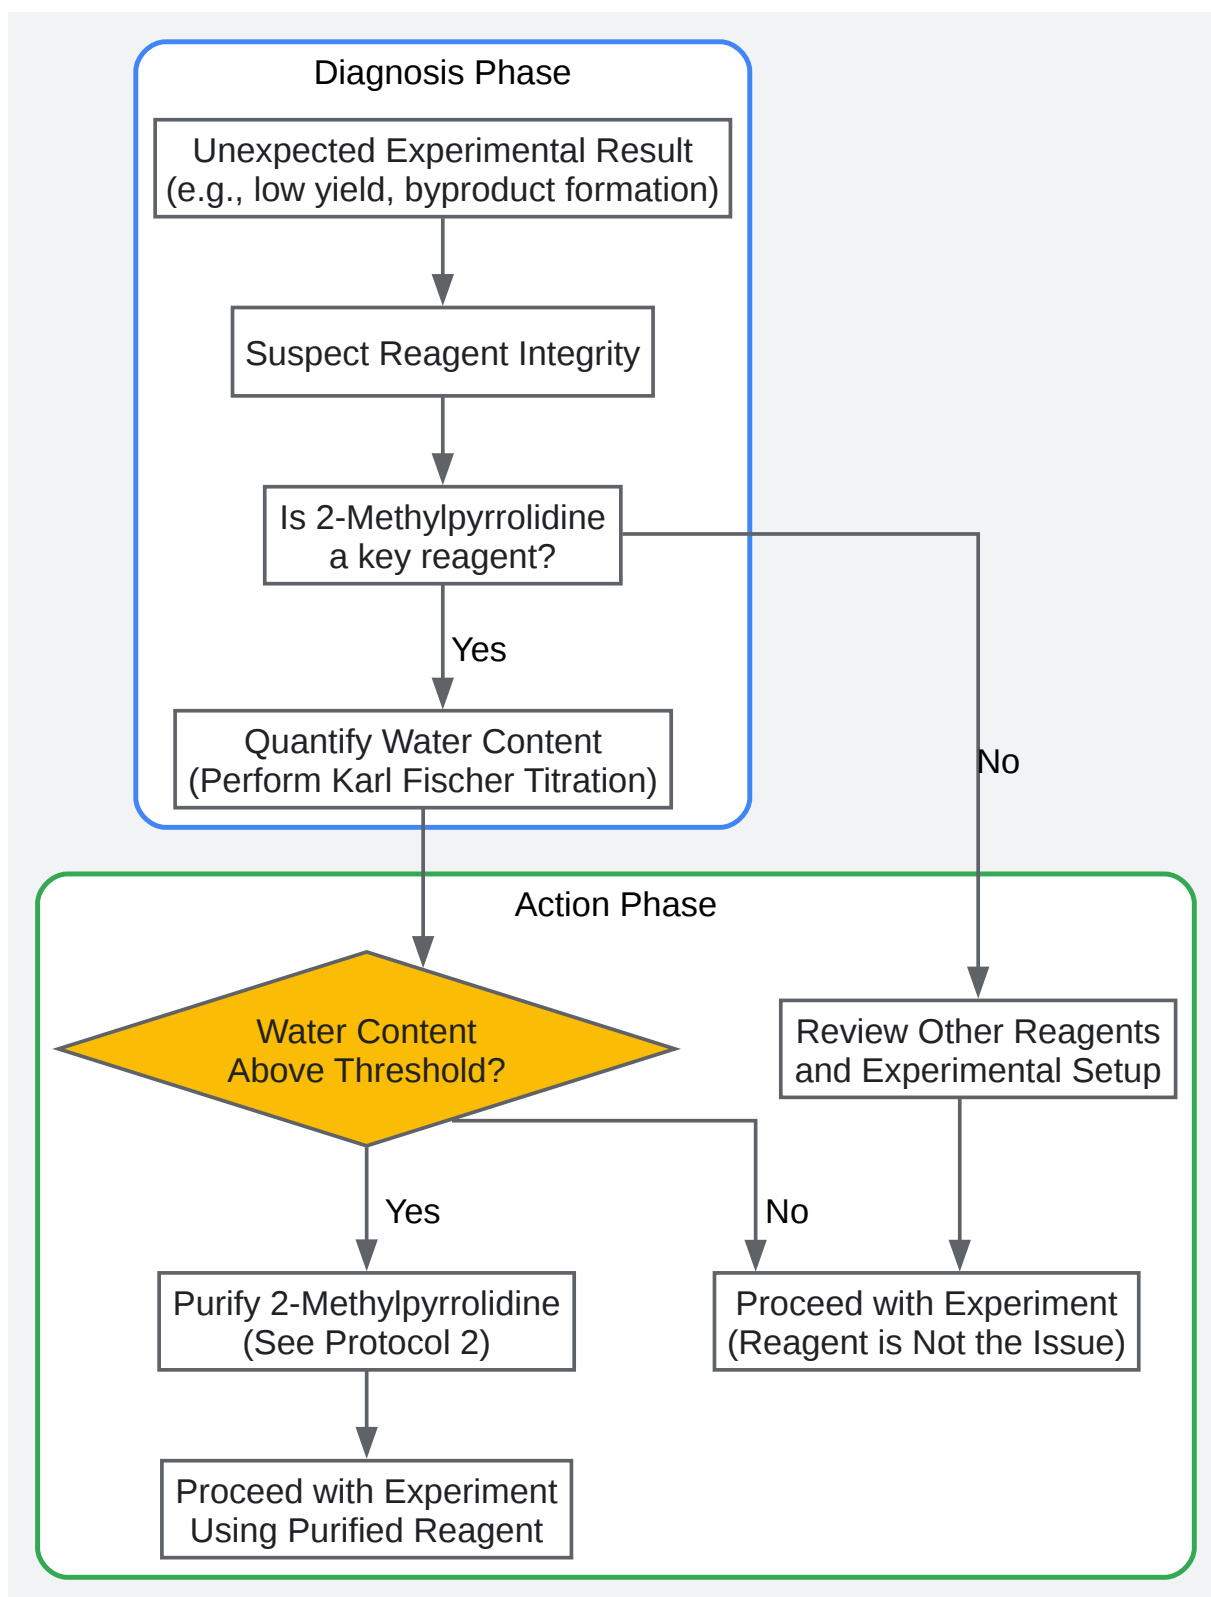 Diagnosis Phase
Unexpected Experimental Result
(e.g., low yield, byproduct formation)
Suspect Reagent Integrity
Is 2-Methylpyrrolidine
a key reagent?
Yes
Quantify Water Content
(Perform Karl Fischer Titration)
No
Action Phase
Water Content
Above Threshold?
Review Other Reagents
and Experimental Setup
Yes
No
Purify 2-Methylpyrrolidine
(See Protocol 2)
Proceed with Experiment
(Reagent is Not the Issue)
Proceed with Experiment
Using Purified Reagent